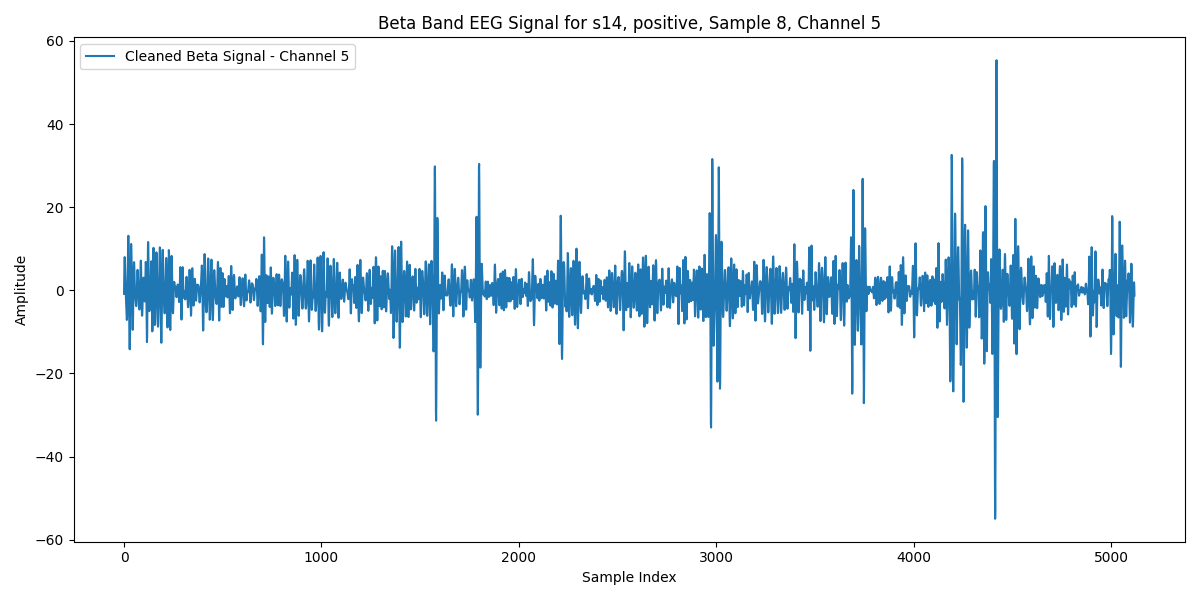 Beta Band EEG Signal for s14, positive, Sample 8, Channel 5
Cleaned Beta Signal - Channel 5
60
40
20
0
−20
−40
−60
Amplitude
0 1000 2000 3000 4000 5000
Sample Index